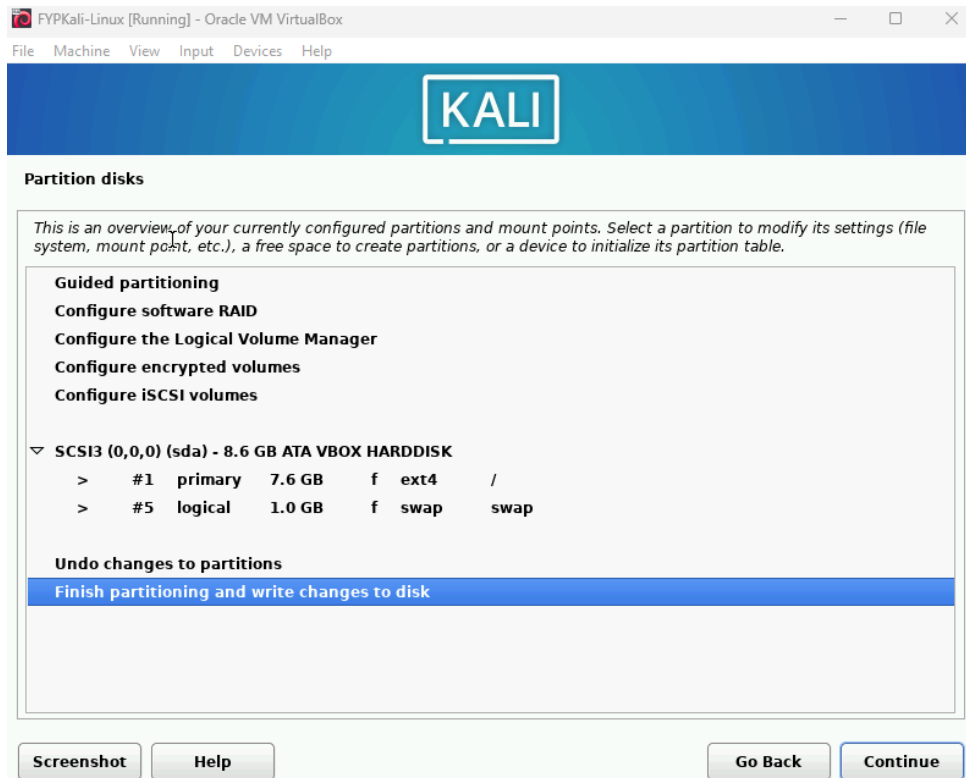 FYPKali-Linux [Running] - Oracle VM VirtualBox
File Machine View Input Devices Help
KALI
Partition disks
This is an overview of your currently configured partitions and mount points. Select a partition to modify its settings (file
system, mount point, etc.), a free space to create partitions, or a device to initialize its partition table.
Guided partitioning
Configure software RAID
Configure the Logical Volume Manager
Configure encrypted volumes
Configure iSCSI volumes
SCSI3 (0,0,0) (sda) - 8.6 GB ATA VBOX HARDDISK
> #1 primary 7.6 GB f ext4 /
> #5 logical 1.0 GB f swap swap
Undo changes to partitions
Finish partitioning and write changes to disk
Screenshot Help Go Back Continue